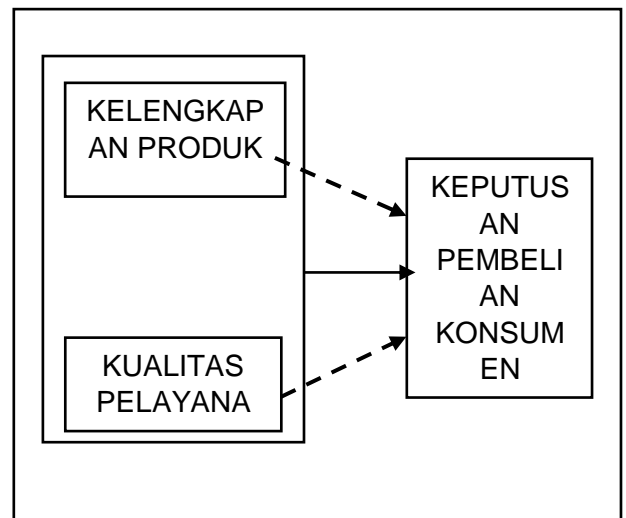 KELENGKAP
AN PRODUK
KEPUTUS
AN
PEMBELI
AN
KONSUM
EN
KUALITAS
PELAYANA